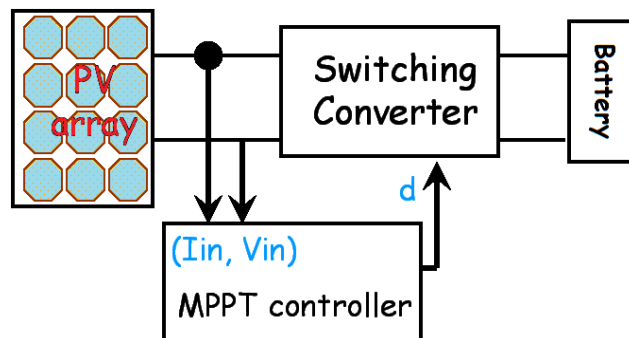 PV
array
Switching
Converter
Battery
d
(Iin, Vin)
MPPT controller